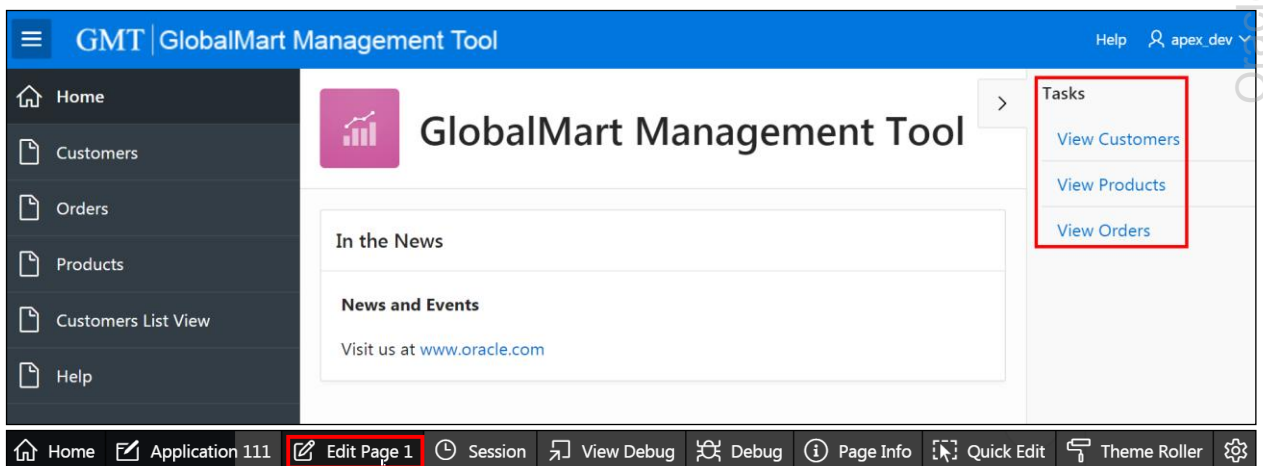 GMT GlobalMart Management Tool
Help apex_dev
Home
Customers
Orders
Products
Customers List View
Help
GlobalMart Management Tool
In the News
News and Events
Visit us at www.oracle.com
Tasks
View Customers
View Products
View Orders
Home Application 111 Edit Page 1 Session View Debug Debug Page Info Quick Edit Theme Roller